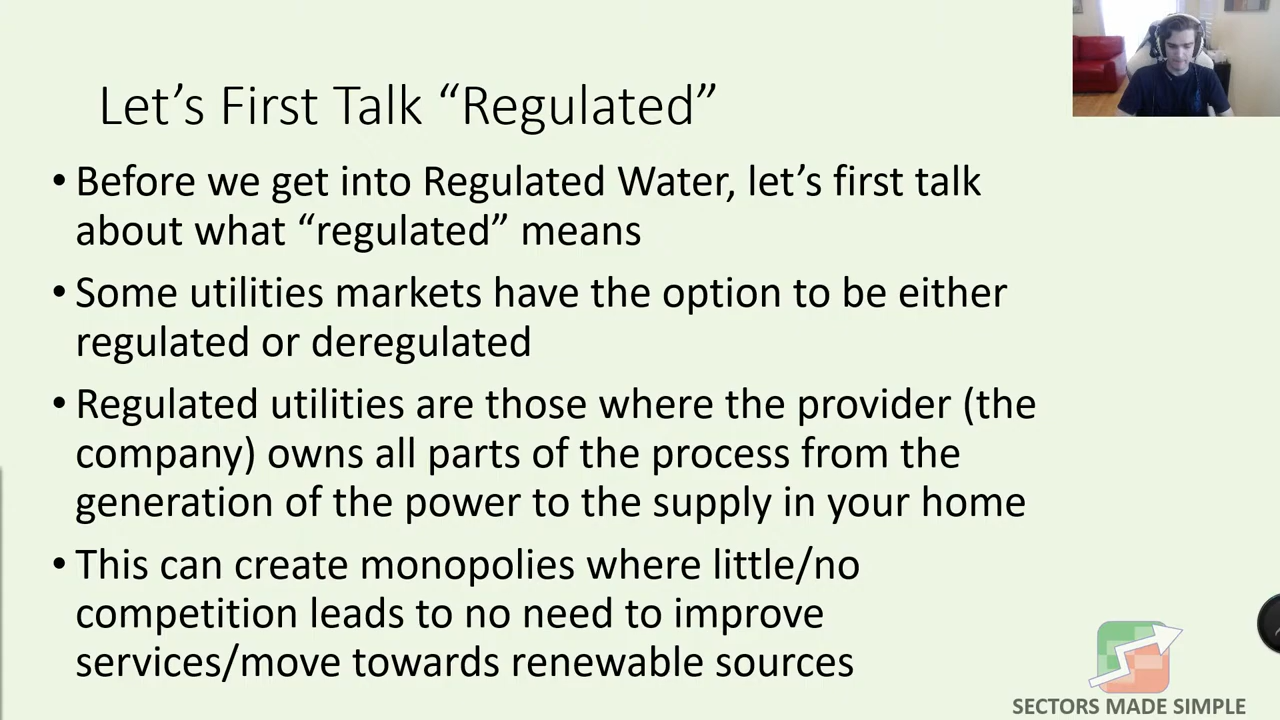 Let’s First Talk “Regulated”
• Before we get into Regulated Water, let’s first talk
about what “regulated” means
• Some utilities markets have the option to be either
regulated or deregulated
• Regulated utilities are those where the provider (the
company) owns all parts of the process from the
generation of the power to the supply in your home
• This can create monopolies where little/no
competition leads to no need to improve
services/move towards renewable sources
SECTORS MADE SIMPLE